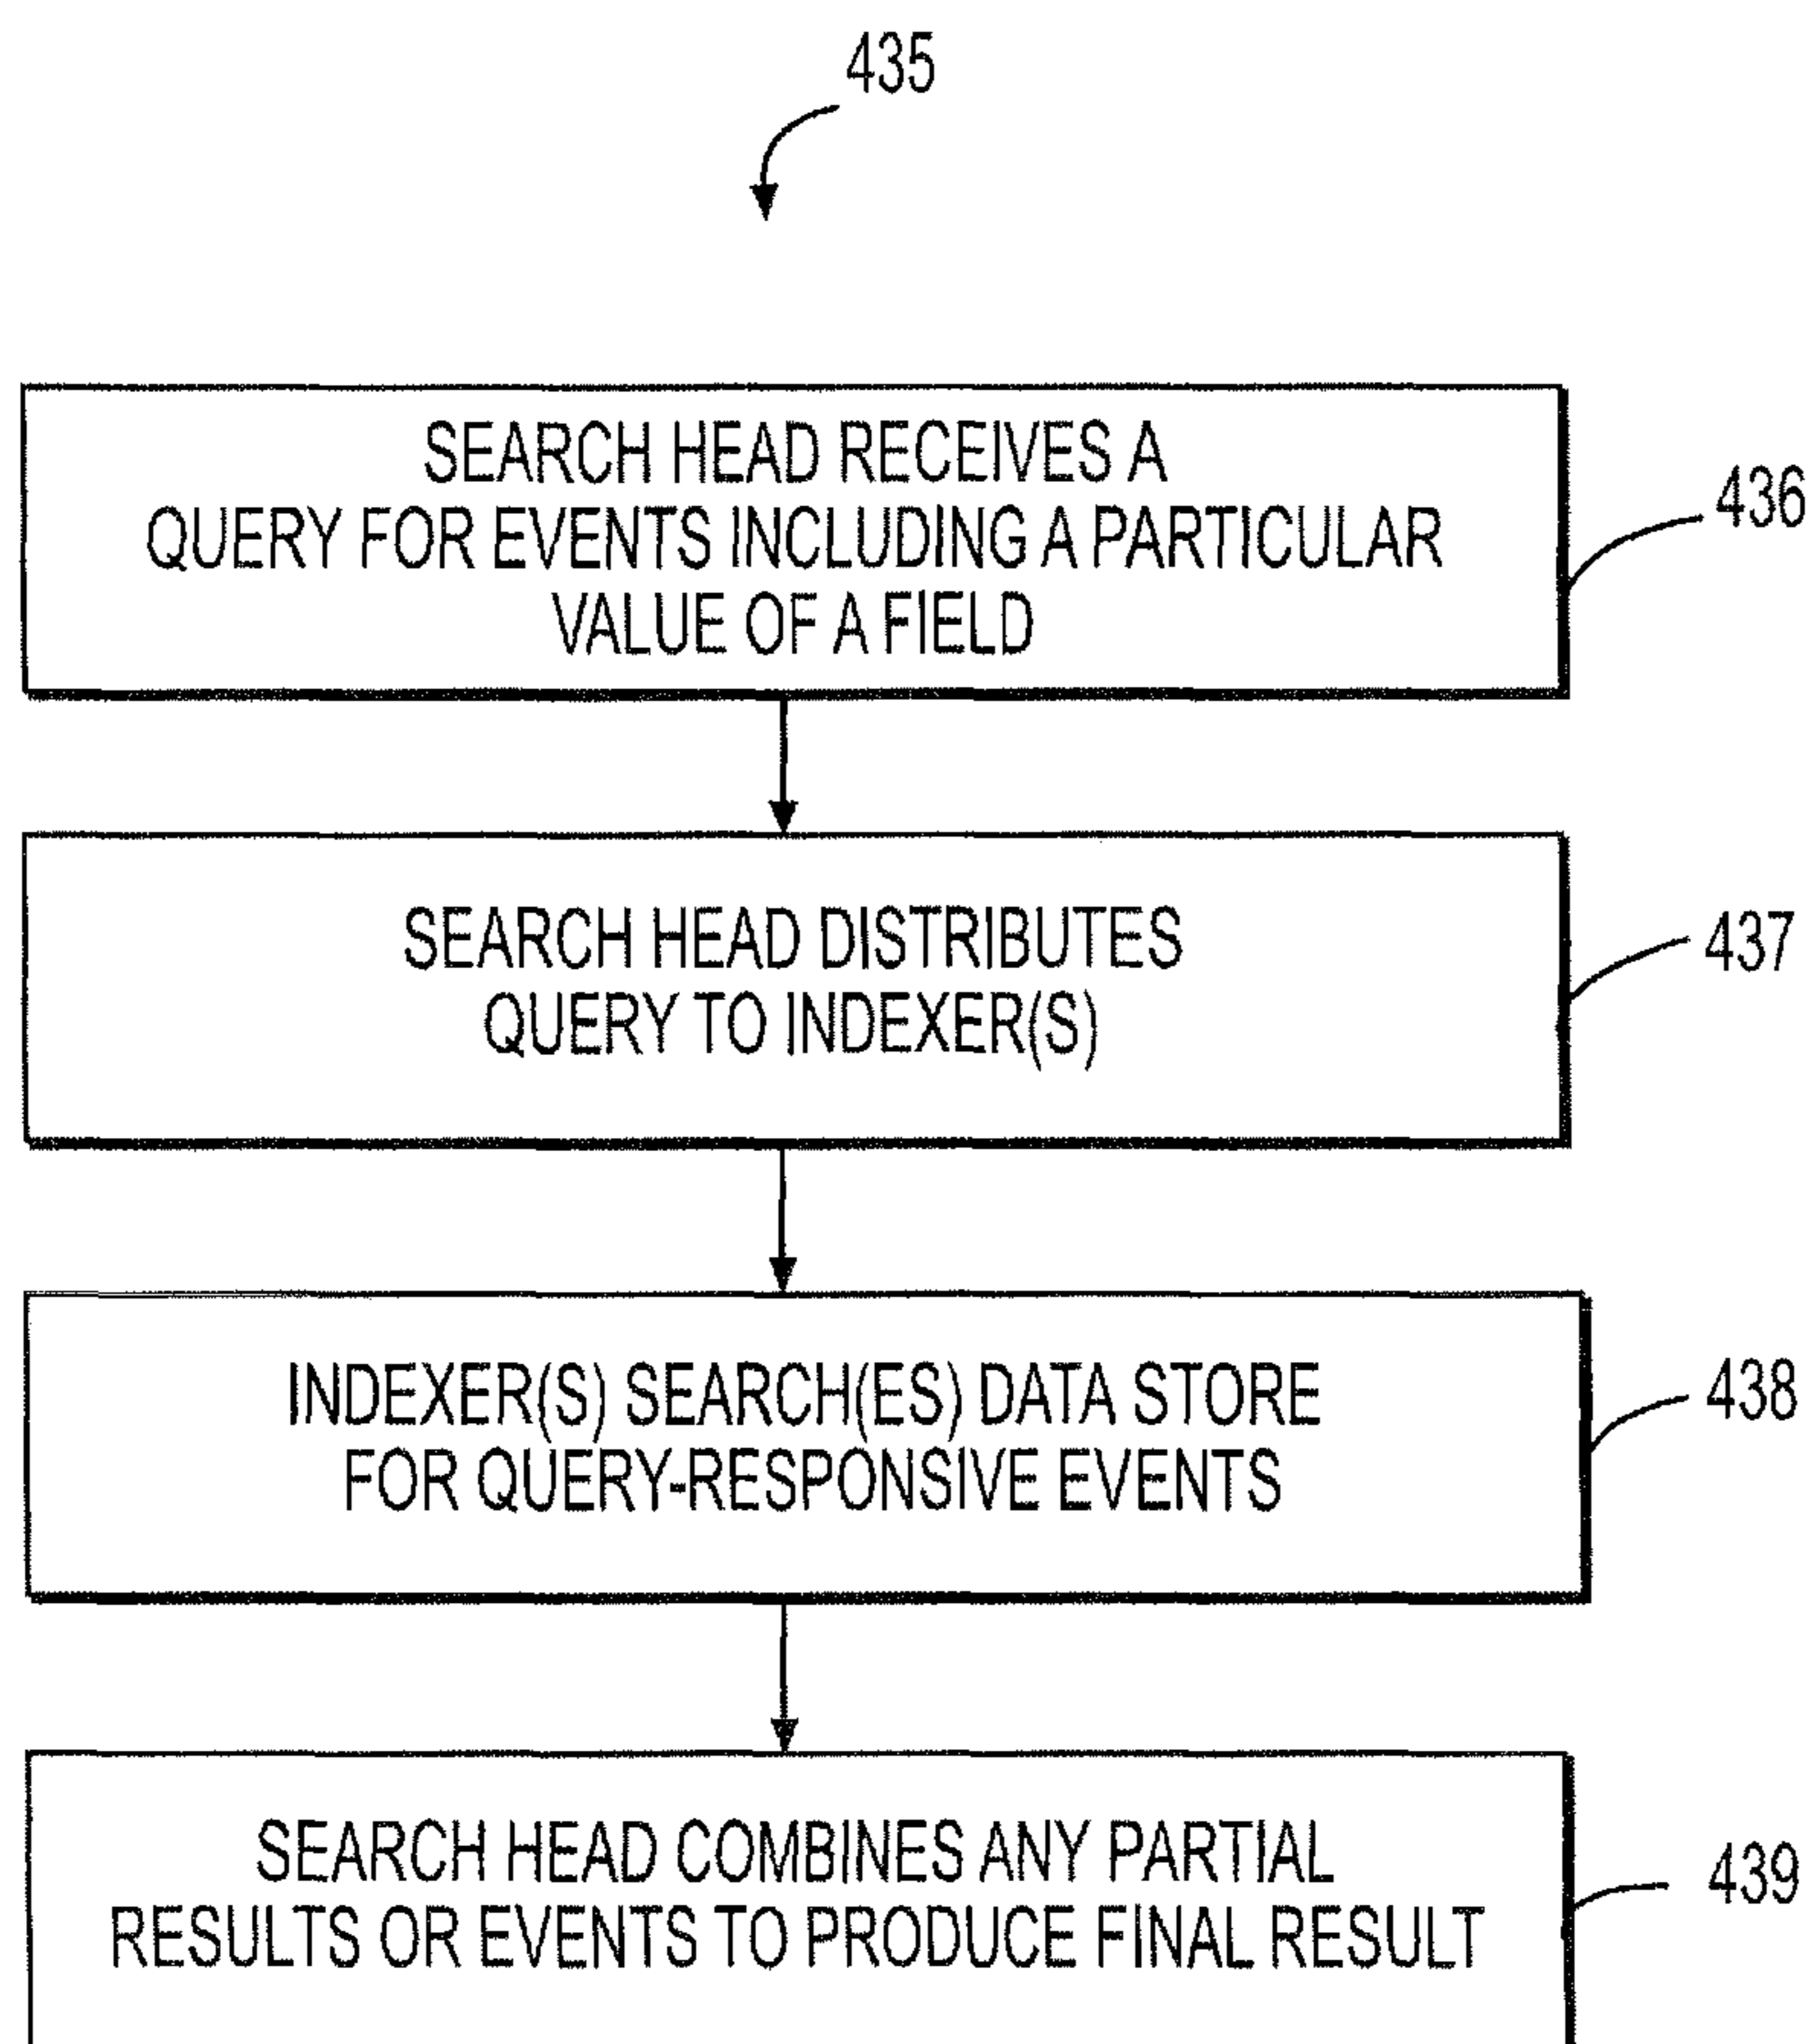 435
SEARCH HEAD RECEIVES A
QUERY FOR EVENTS INCLUDING A PARTICULAR
VALUE OF A FIELD
436
SEARCH HEAD DISTRIBUTES
QUERY TO INDEXER(S)
437
INDEXER(S) SEARCH(ES) DATA STORE
FOR QUERY-RESPONSIVE EVENTS
438
SEARCH HEAD COMBINES ANY PARTIAL
RESULTS OR EVENTS TO PRODUCE FINAL RESULT
439